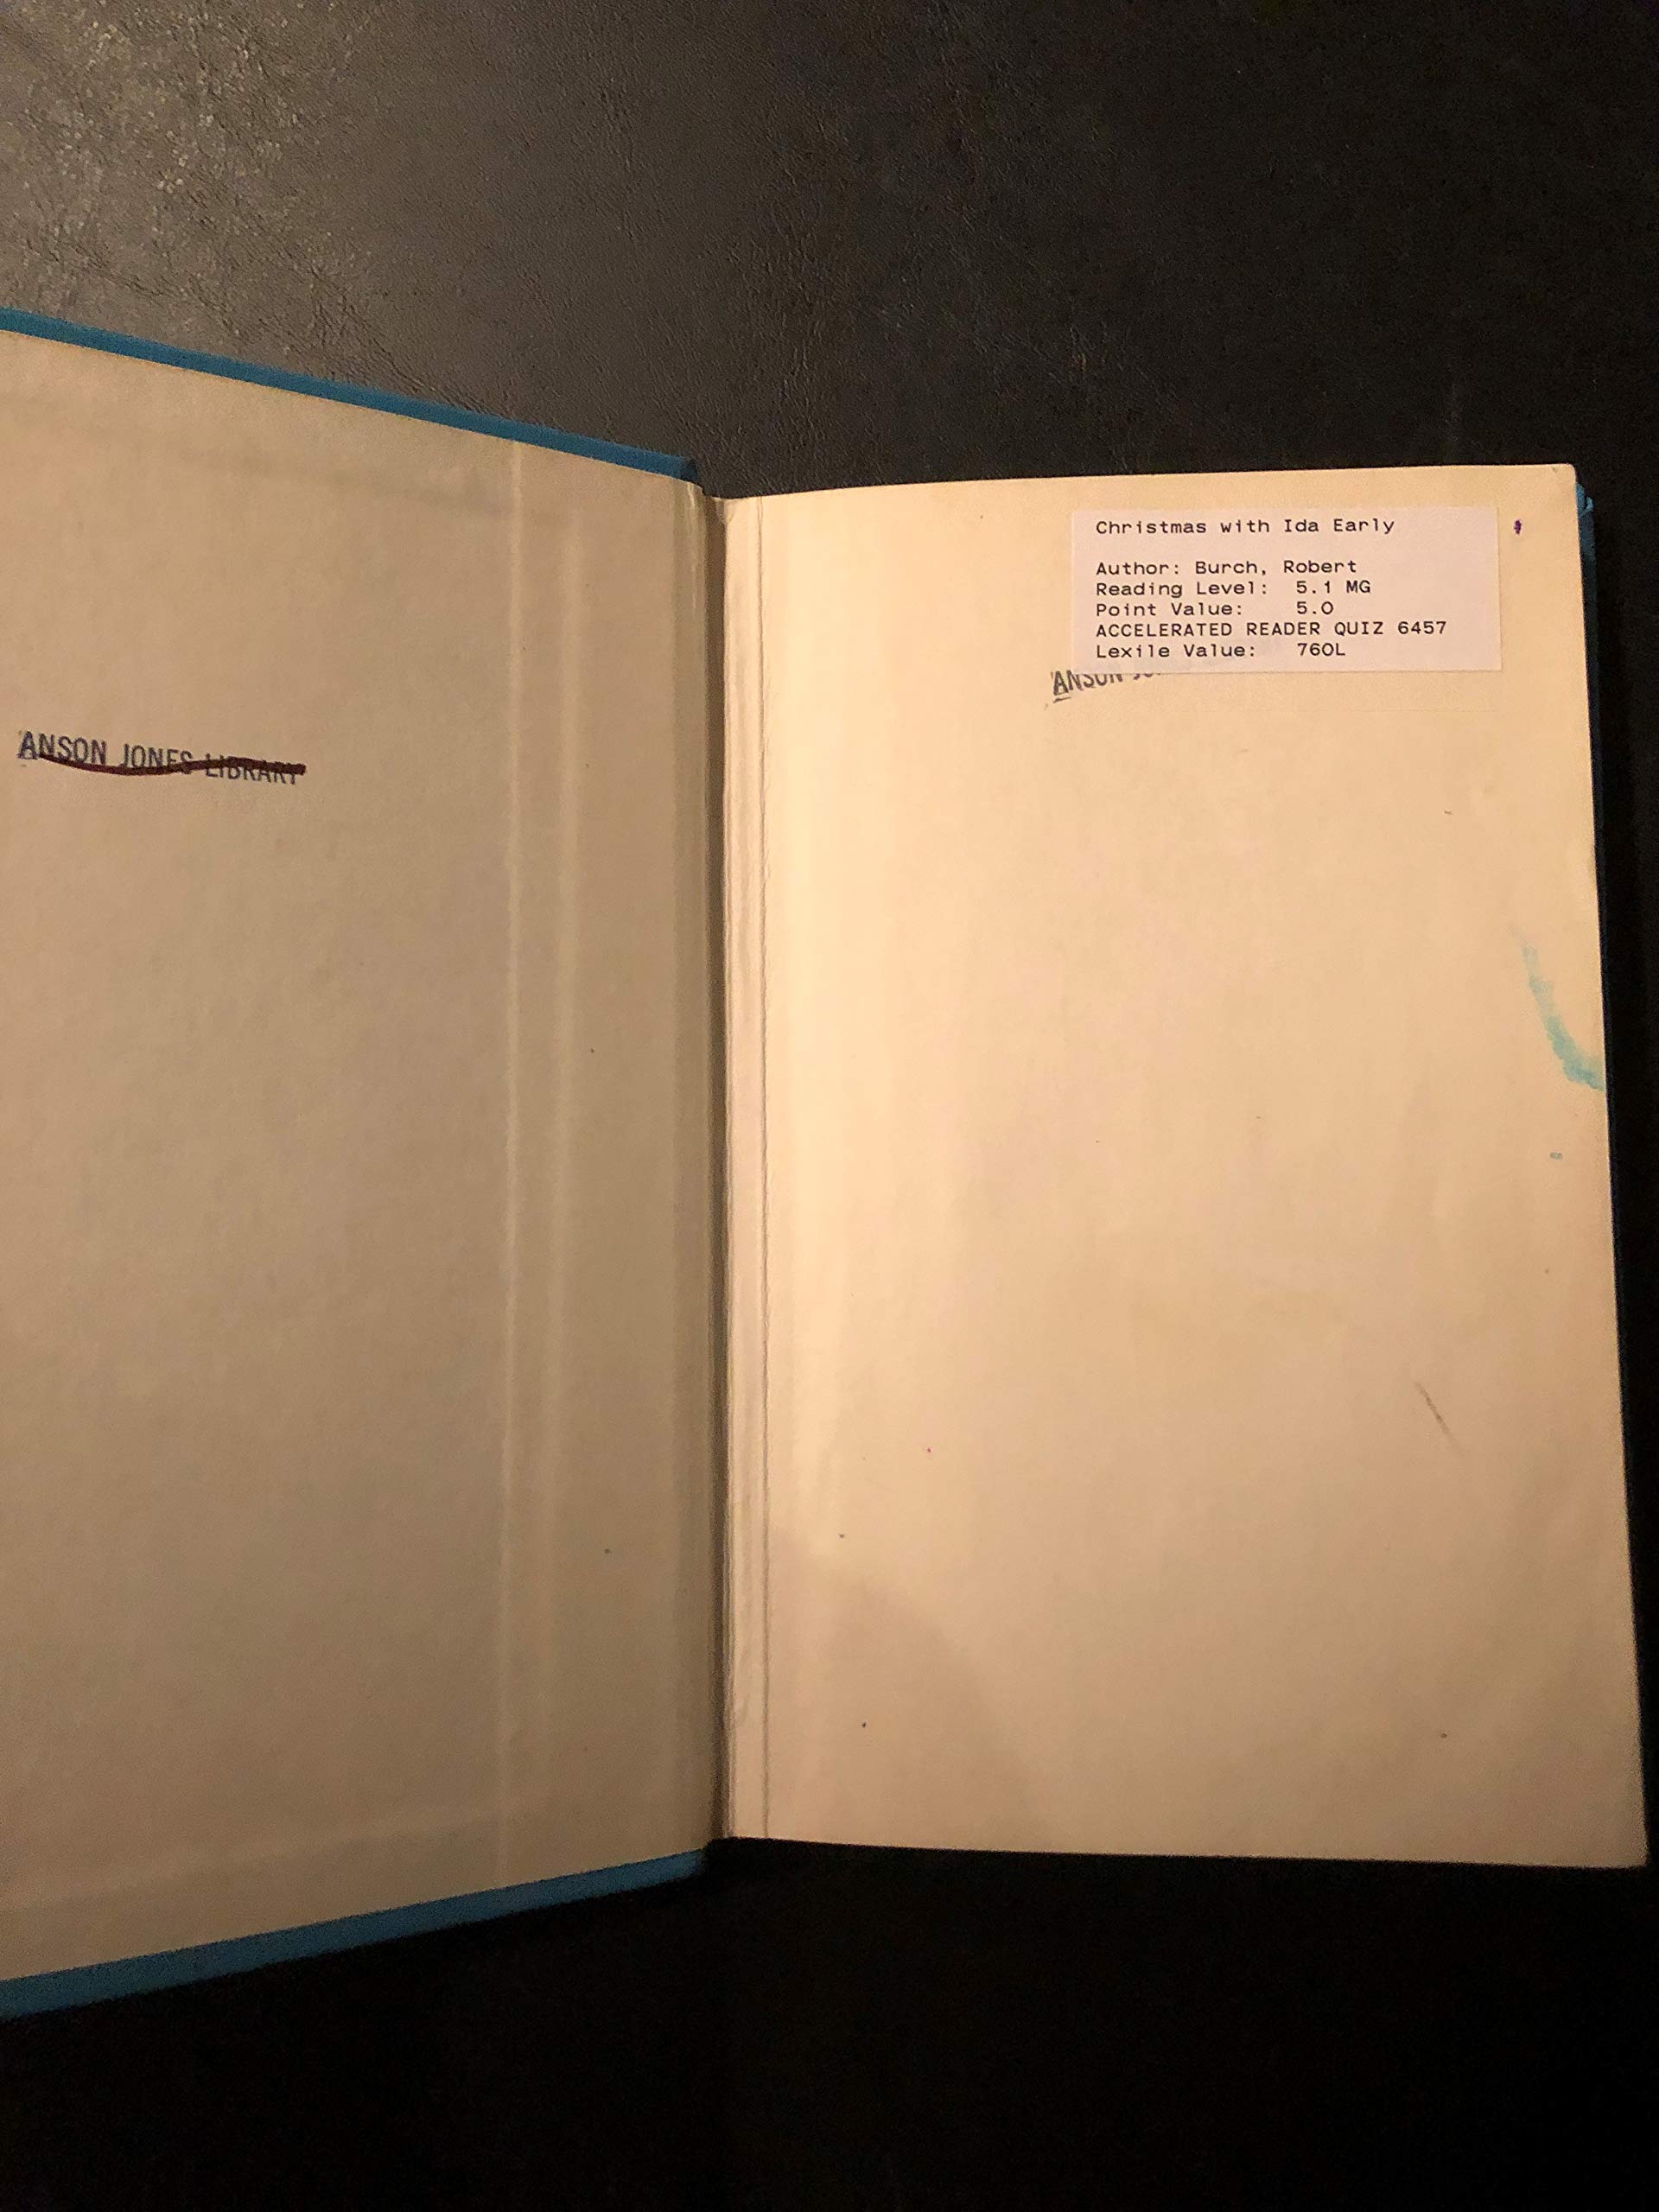 ANSON JONES LIBRARY
Christmas with Ida Early
Author: Burch, Robert
Reading Level: 5.1 MG
Point Value: 5.0
ACCELERATED READER QUIZ 6457
Lexile Value: 760L
ANSON